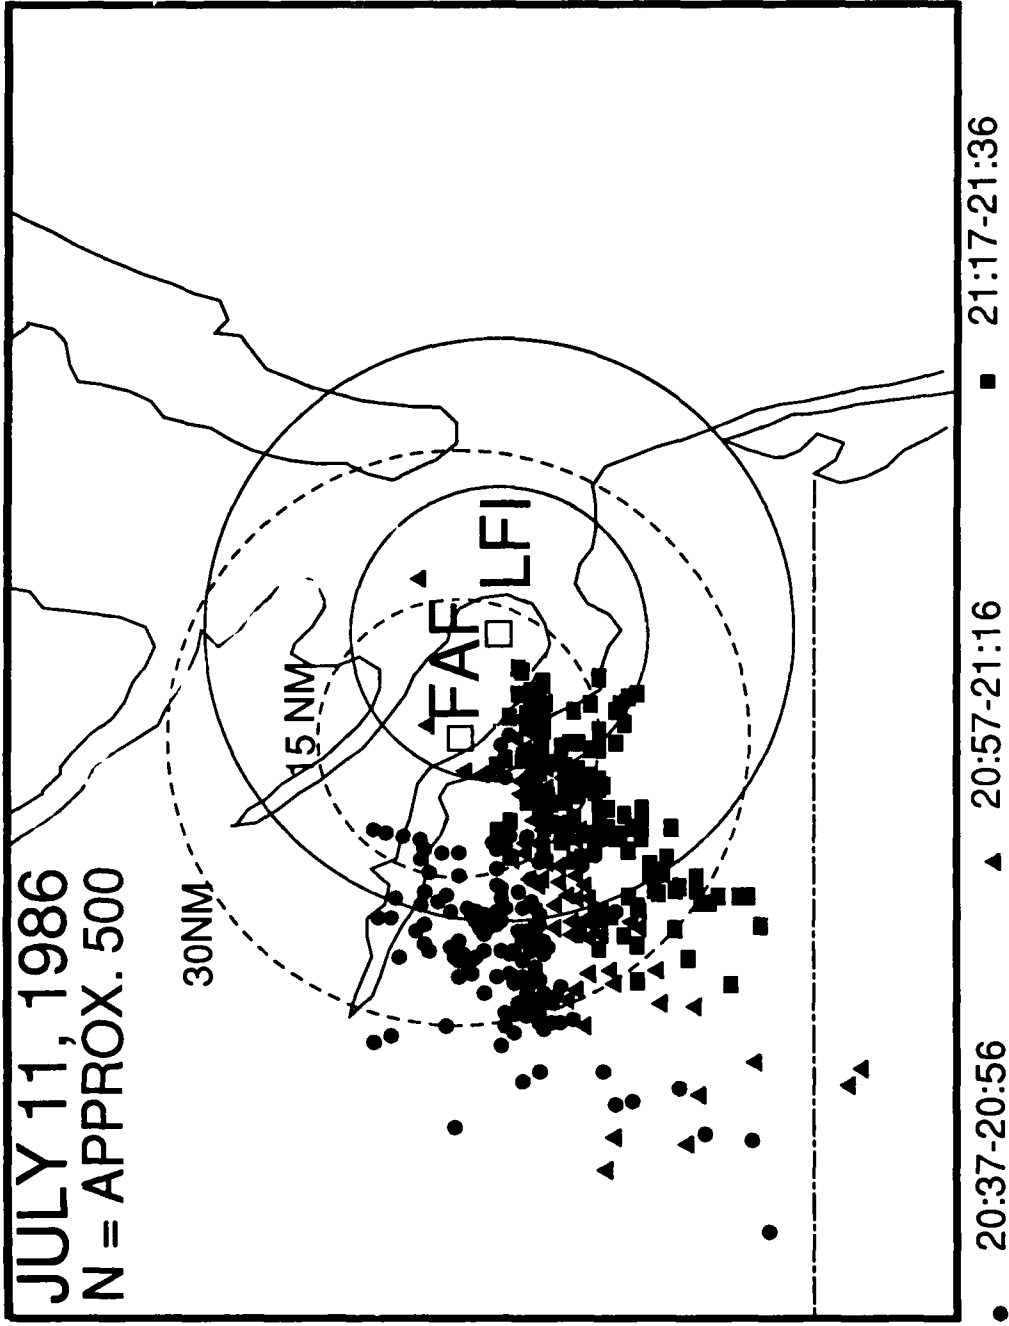 JULY 11, 1986
N = APPROX. 500
30NM
15 NM
FAF
LFI
● 20:37-20:56
▲ 20:57-21:16
■ 21:17-21:36